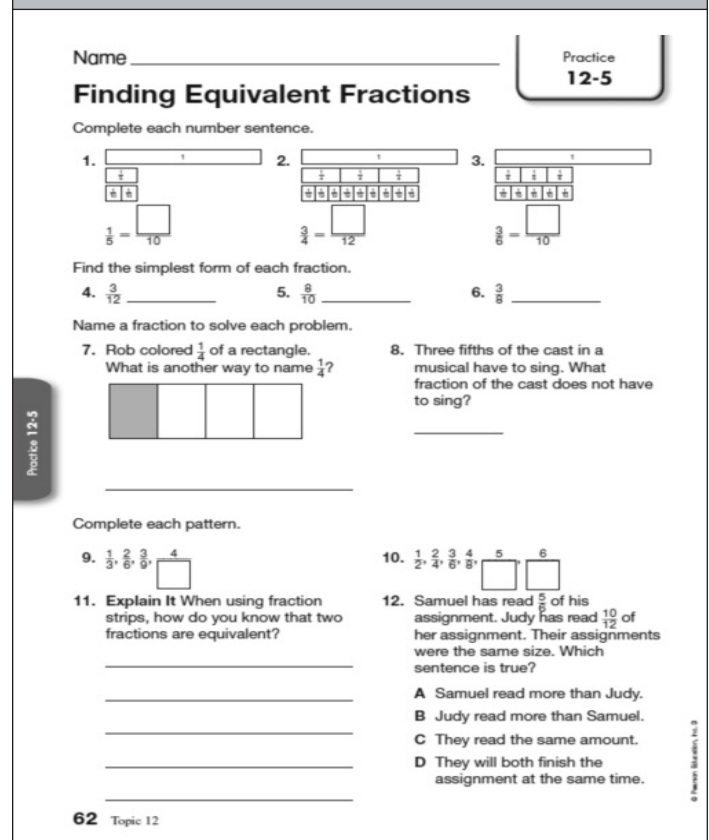 Name
Practice
12-5
Finding Equivalent Fractions
Complete each number sentence.
1. 1
2. 1
3. 1
1/5 = /10
3/4 = /12
3/6 = /10
Find the simplest form of each fraction.
4. 3/12
5. 8/10
6. 3/8
Name a fraction to solve each problem.
7. Rob colored 1/4 of a rectangle.
What is another way to name 1/4?
8. Three fifths of the cast in a
musical have to sing. What
fraction of the cast does not have
to sing?
Practice 12-5
Complete each pattern.
9. 1/3, 2/6, 3/9, 4/
10. 1/2, 2/4, 3/6, 4/8, 5/ , 6/
11. Explain It When using fraction
strips, how do you know that two
fractions are equivalent?
12. Samuel has read 5/6 of his
assignment. Judy has read 10/12 of
her assignment. Their assignments
were the same size. Which
sentence is true?
A Samuel read more than Judy.
B Judy read more than Samuel.
C They read the same amount.
D They will both finish the
assignment at the same time.
© Pearson Education, Inc. 3
62 Topic 12